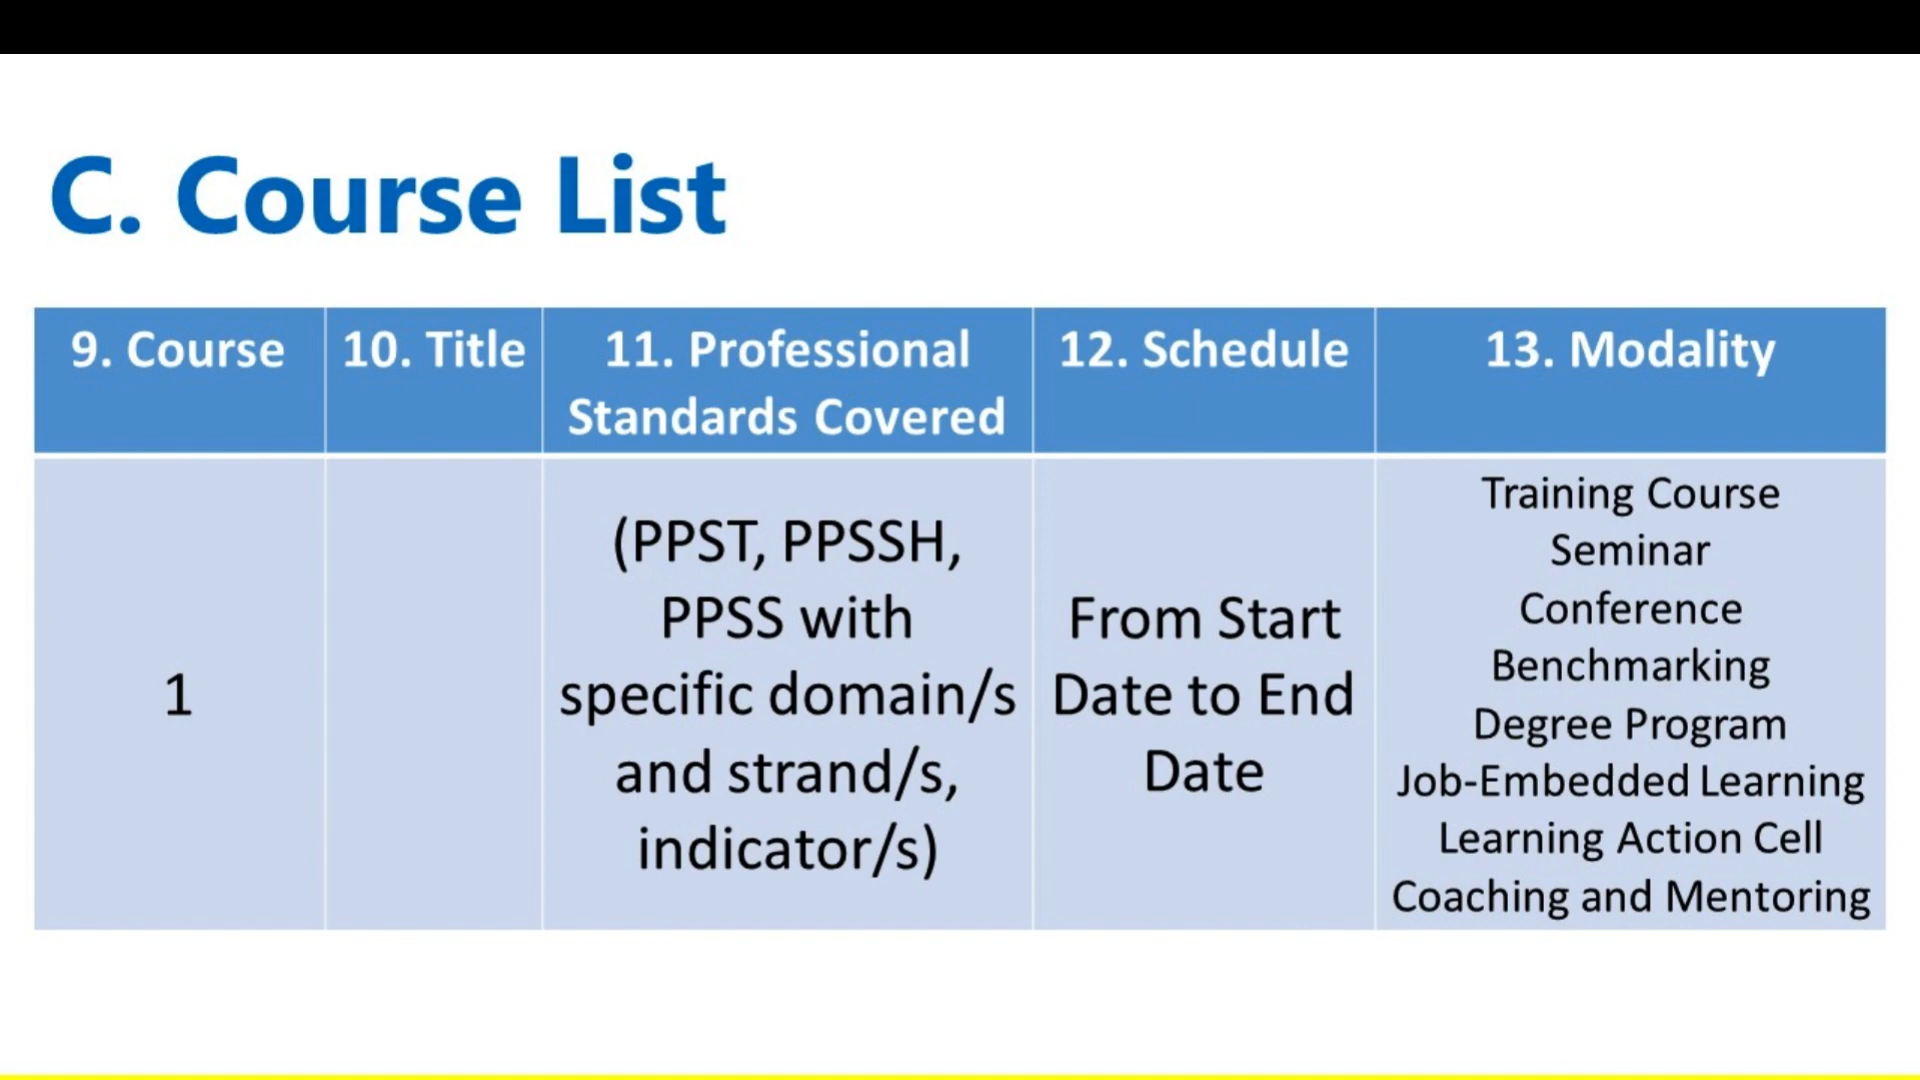 C. Course List
9. Course
10. Title
11. Professional
Standards Covered
12. Schedule
13. Modality
1
(PPST, PPSSH,
PPSS with
specific domain/s
and strand/s,
indicator/s)
From Start
Date to End
Date
Training Course
Seminar
Conference
Benchmarking
Degree Program
Job-Embedded Learning
Learning Action Cell
Coaching and Mentoring